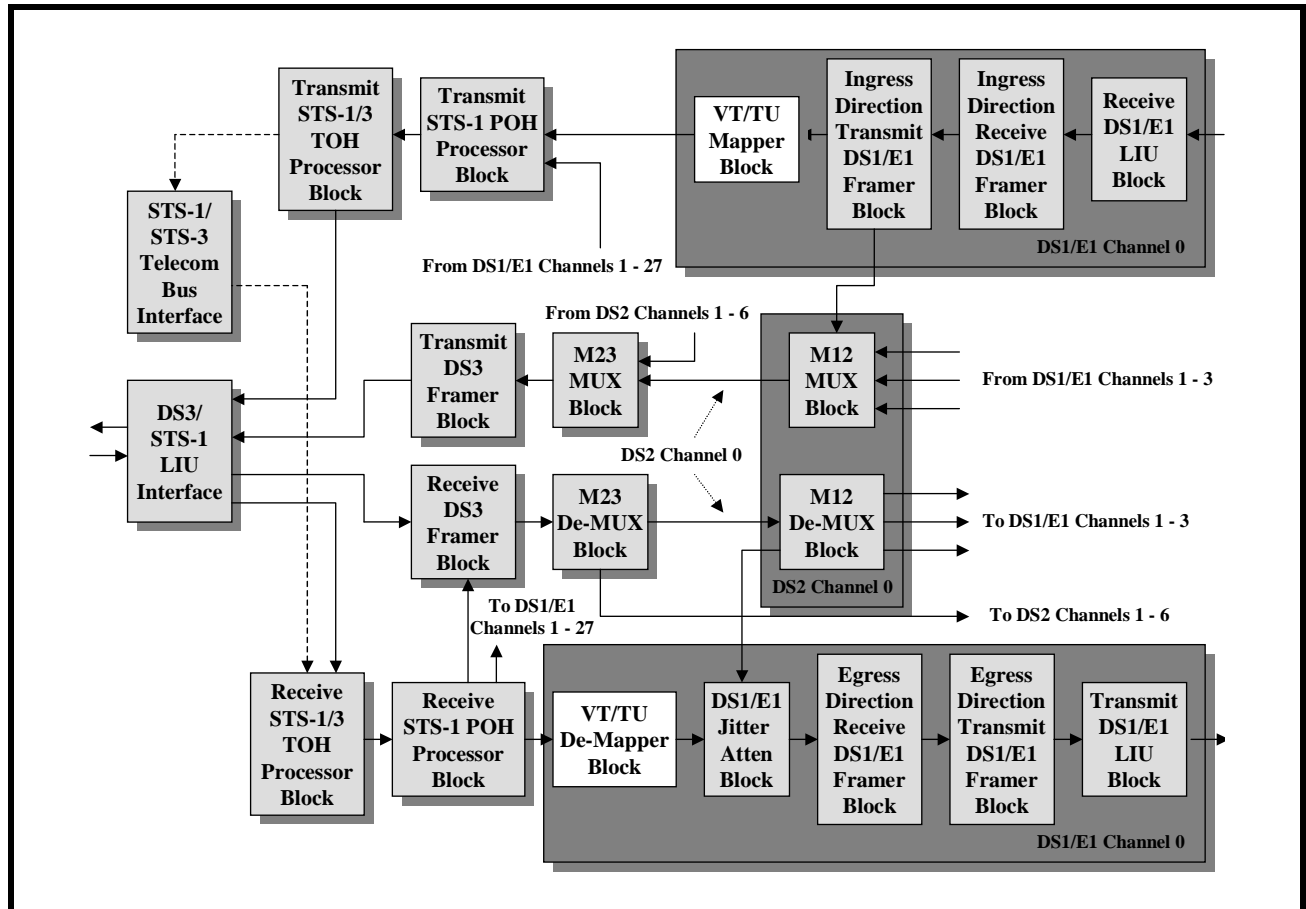 Transmit
STS-1/3
TOH
Processor
Block
Transmit
STS-1 POH
Processor
Block
VT/TU
Mapper
Block
Ingress
Direction
Transmit
DS1/E1
Framer
Block
Ingress
Direction
Receive
DS1/E1
Framer
Block
Receive
DS1/E1
LIU
Block
DS1/E1 Channel 0
STS-1/
STS-3
Telecom
Bus
Interface
From DS1/E1 Channels 1 - 27
From DS2 Channels 1 - 6
Transmit
DS3
Framer
Block
M23
MUX
Block
M12
MUX
Block
From DS1/E1 Channels 1 - 3
DS3/
STS-1
LIU
Interface
DS2 Channel 0
Receive
DS3
Framer
Block
M23
De-MUX
Block
M12
De-MUX
Block
To DS1/E1 Channels 1 - 3
DS2 Channel 0
To DS1/E1
Channels 1 - 27
To DS2 Channels 1 - 6
Receive
STS-1/3
TOH
Processor
Block
Receive
STS-1 POH
Processor
Block
VT/TU
De-Mapper
Block
DS1/E1
Jitter
Atten
Block
Egress
Direction
Receive
DS1/E1
Framer
Block
Egress
Direction
Transmit
DS1/E1
Framer
Block
Transmit
DS1/E1
LIU
Block
DS1/E1 Channel 0